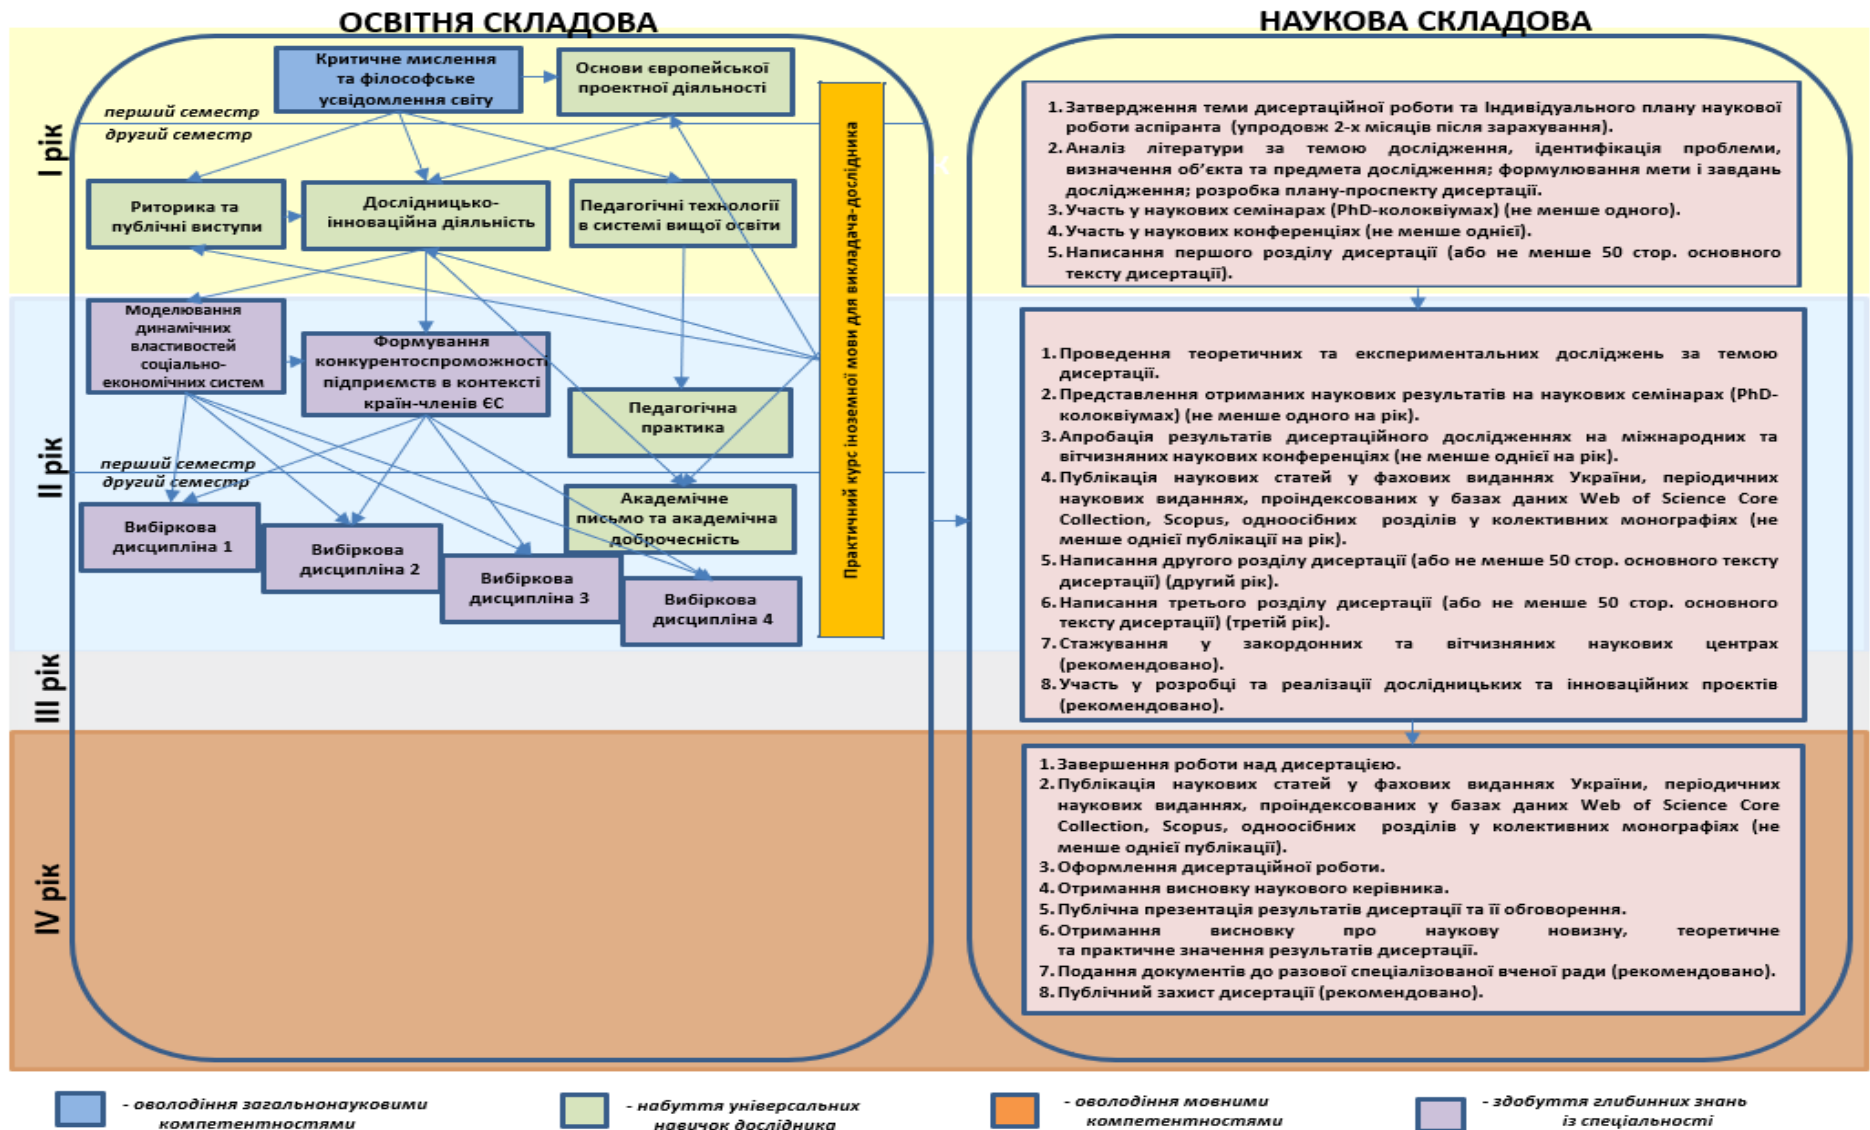 ОСВІТНЯ СКЛАДОВА
НАУКОВА СКЛАДОВА
I рік
II рік
III рік
IV рік
Критичне мислення
та філософське
усвідомлення світу
Основи європейської
проектної діяльності
перший семестр
другий семестр
Риторика та
публічні виступи
Дослідницько-
інноваційна діяльність
Педагогічні технології
в системі вищої освіти
Моделювання
динамічних
властивостей
соціально-
економічних систем
Формування
конкурентоспроможності
підприємств в контексті
країн-членів ЄС
Педагогічна
практика
перший семестр
другий семестр
Академічне
письмо та академічна
доброчесність
Вибіркова
дисципліна 1
Вибіркова
дисципліна 2
Вибіркова
дисципліна 3
Вибіркова
дисципліна 4
Практичний курс іноземної мови для викладача-дослідника
1. Затвердження теми дисертаційної роботи та Індивідуального плану наукової
роботи аспіранта (упродовж 2-х місяців після зарахування).
2. Аналіз літератури за темою дослідження, ідентифікація проблеми,
визначення об’єкта та предмета дослідження; формулювання мети і завдань
дослідження; розробка плану-проспекту дисертації.
3. Участь у наукових семінарах (PhD-колоквіумах) (не менше одного).
4. Участь у наукових конференціях (не менше однієї).
5. Написання першого розділу дисертації (або не менше 50 стор. основного
тексту дисертації).
1. Проведення теоретичних та експериментальних досліджень за темою
дисертації.
2. Представлення отриманих наукових результатів на наукових семінарах (PhD-
колоквіумах) (не менше одного на рік).
3. Апробація результатів дисертаційного дослідженнях на міжнародних та
вітчизняних наукових конференціях (не менше однієї на рік).
4. Публікація наукових статей у фахових виданнях України, періодичних
наукових виданнях, проіндексованих у базах даних Web of Science Core
Collection, Scopus, одноосібних розділів у колективних монографіях (не
менше однієї публікації на рік).
5. Написання другого розділу дисертації (або не менше 50 стор. основного тексту
дисертації) (другий рік).
6. Написання третього розділу дисертації (або не менше 50 стор. основного
тексту дисертації) (третій рік).
7. Стажування у закордонних та вітчизняних наукових центрах
(рекомендовано).
8. Участь у розробці та реалізації дослідницьких та інноваційних проєктів
(рекомендовано).
1. Завершення роботи над дисертацією.
2. Публікація наукових статей у фахових виданнях України, періодичних
наукових виданнях, проіндексованих у базах даних Web of Science Core
Collection, Scopus, одноосібних розділів у колективних монографіях (не
менше однієї публікації).
3. Оформлення дисертаційної роботи.
4. Отримання висновку наукового керівника.
5. Публічна презентація результатів дисертації та її обговорення.
6. Отримання висновку про наукову новизну, теоретичне
та практичне значення результатів дисертації.
7. Подання документів до разової спеціалізованої вченої ради (рекомендовано).
8. Публічний захист дисертації (рекомендовано).
- оволодіння загальнонауковими
компетентностями
- набуття універсальних
навичок дослідника
- оволодіння мовними
компетентностями
- здобуття глибинних знань
із спеціальності